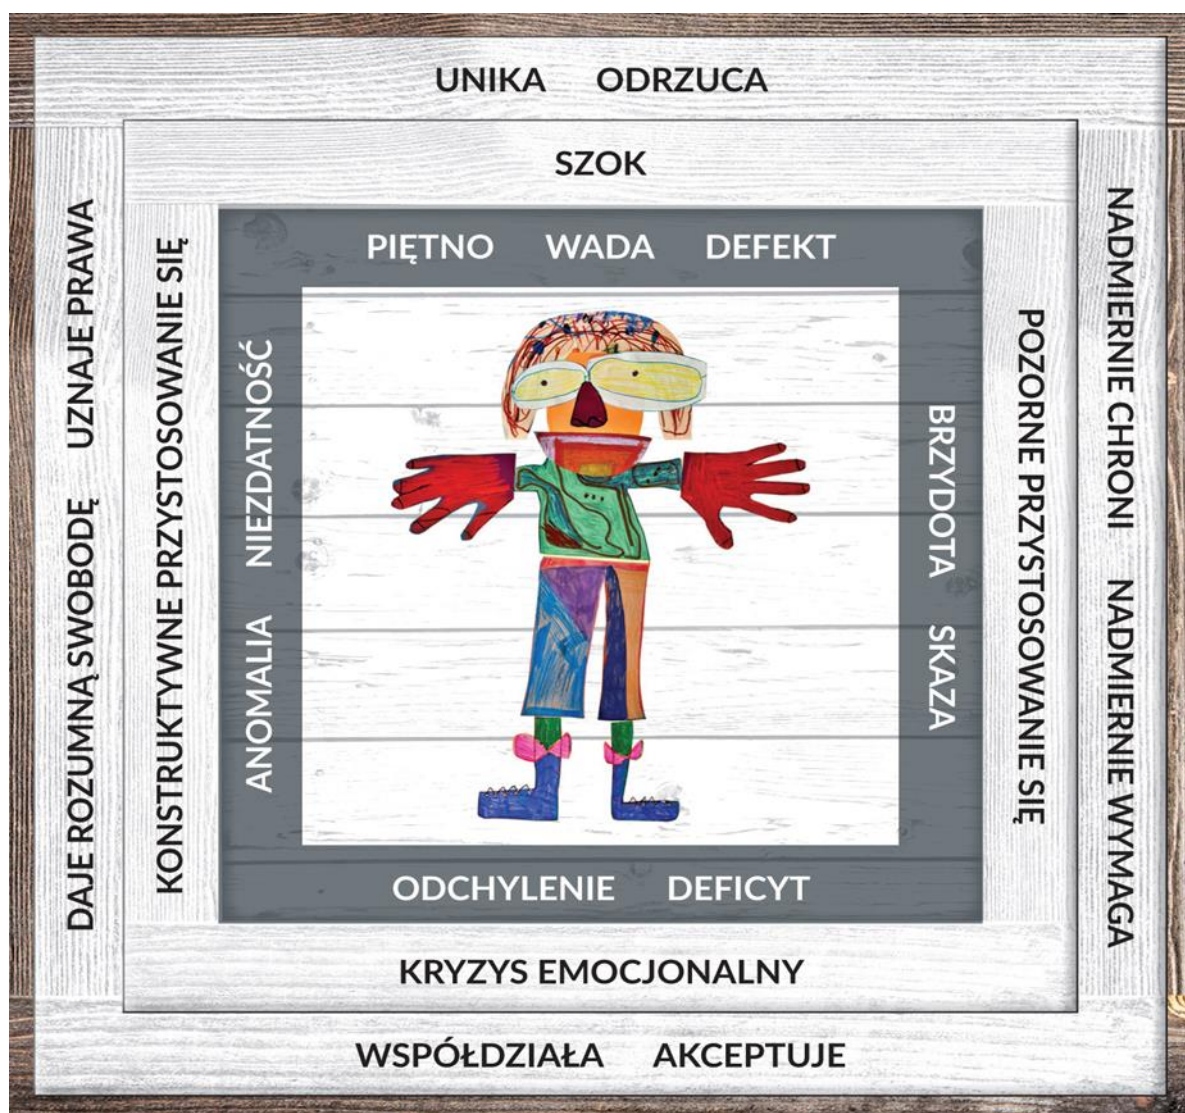 UNIKA ODRZUCA
SZOK
PIĘTNO WADA DEFEKT
DAJE ROZUMNĄ SWOBODĘ UZNAJE PRAWA
KONSTRUKTYWNE PRZYSTOSOWANIE SIĘ
ANOMALIA NIEZDATNOŚĆ
BRZYDOTA SKAZA
POZORNE PRZYSTOSOWANIE SIĘ
NADMIERNIE CHRONI NADMIERNIE WYMAGA
ODCHYLENIE DEFICYT
KRYZYS EMOCJONALNY
WSPÓŁDZIAŁA AKCEPTUJE